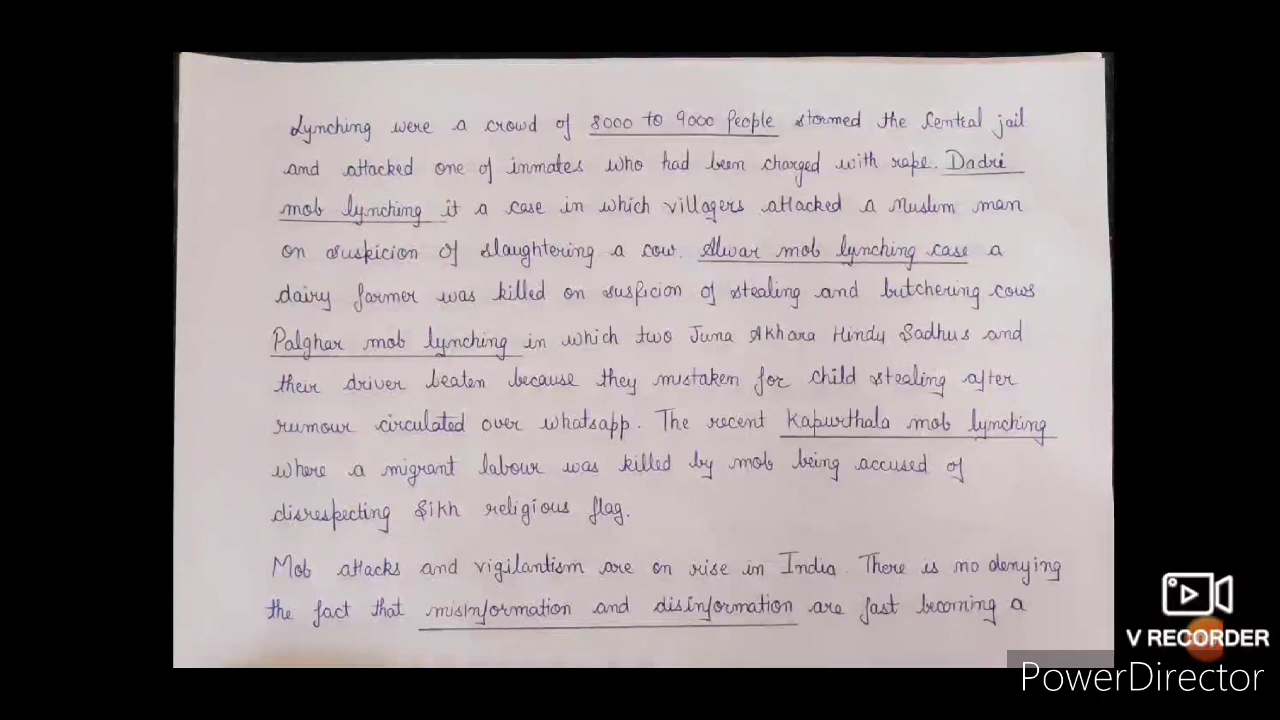 Lynching were a crowd of 8000 to 9000 People stormed the Central jail
and attacked one of inmates who had been charged with rape. Dadri
mob lynching it a case in which villagers attacked a Muslim man
on suspicion of slaughtering a cow. Alwar mob lynching case a
dairy farmer was killed on suspicion of stealing and butchering cows
Palghar mob lynching in which two Juna Akhara Hindu Sadhus and
their driver beaten because they mistaken for child stealing after
rumour circulated over whatsapp. The recent Kapurthala mob lynching
where a migrant labour was killed by mob being accused of
disrespecting Sikh religious flag.
Mob attacks and vigilantism are on rise in India. There is no denying
the fact that misinformation and disinformation are fast becoming a
V RECORDER
PowerDirector